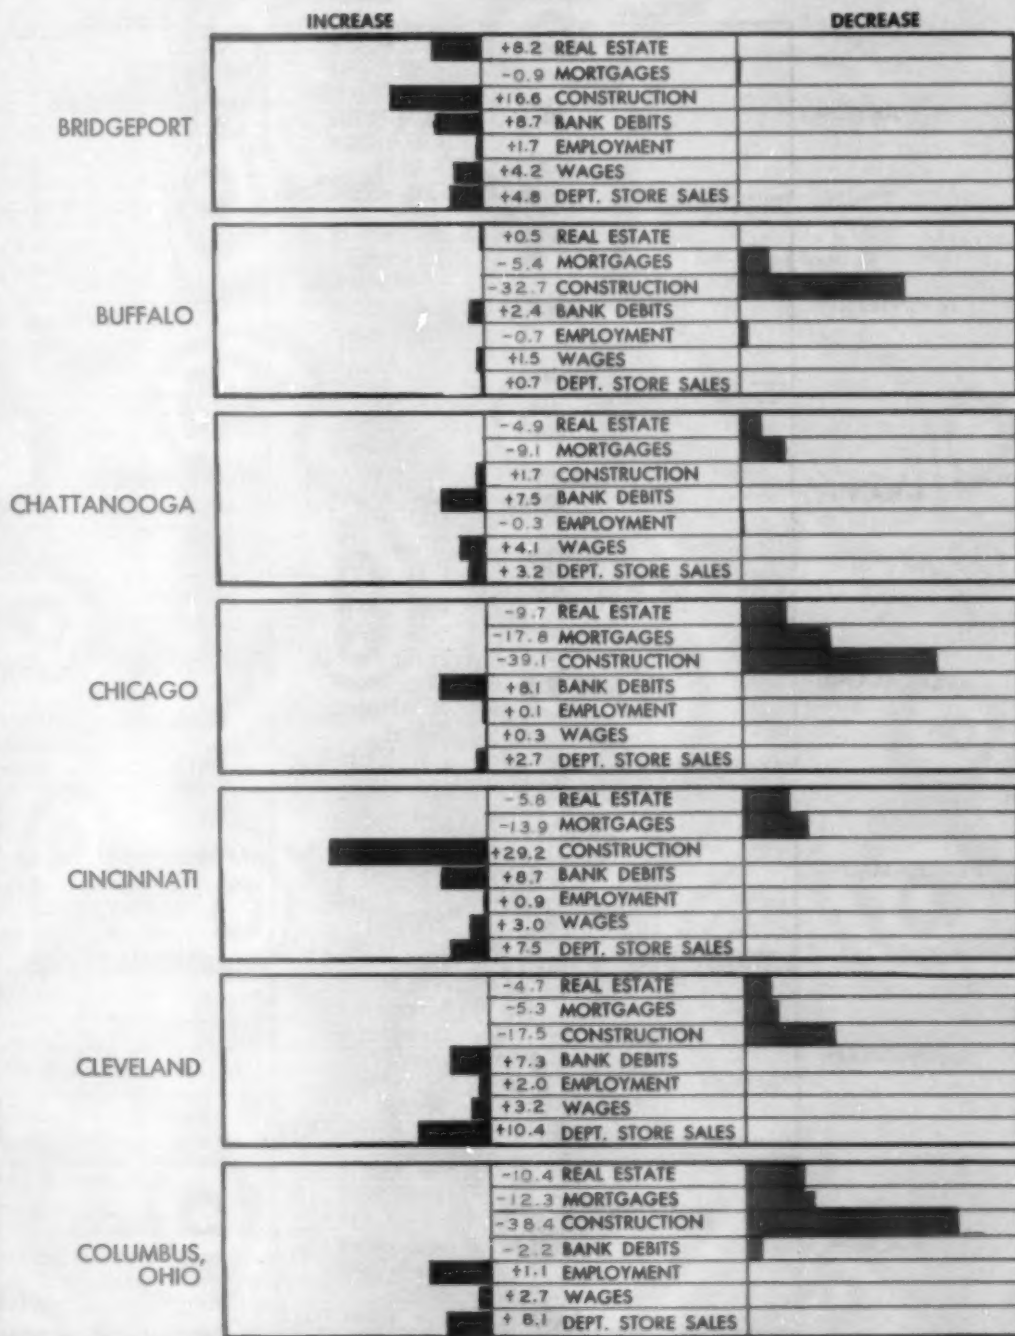 INCREASE DECREASE
BRIDGEPORT
+8.2 REAL ESTATE
-0.9 MORTGAGES
+16.6 CONSTRUCTION
+8.7 BANK DEBITS
+1.7 EMPLOYMENT
+4.2 WAGES
+4.8 DEPT. STORE SALES
BUFFALO
+0.5 REAL ESTATE
-5.4 MORTGAGES
-32.7 CONSTRUCTION
+2.4 BANK DEBITS
-0.7 EMPLOYMENT
+1.5 WAGES
+0.7 DEPT. STORE SALES
CHATTANOOGA
-4.9 REAL ESTATE
-9.1 MORTGAGES
+1.7 CONSTRUCTION
+7.5 BANK DEBITS
-0.3 EMPLOYMENT
+4.1 WAGES
+3.2 DEPT. STORE SALES
CHICAGO
-9.7 REAL ESTATE
-17.8 MORTGAGES
-39.1 CONSTRUCTION
+8.1 BANK DEBITS
+0.1 EMPLOYMENT
+0.3 WAGES
+2.7 DEPT. STORE SALES
CINCINNATI
-5.8 REAL ESTATE
-13.9 MORTGAGES
+29.2 CONSTRUCTION
+8.7 BANK DEBITS
+0.9 EMPLOYMENT
+3.0 WAGES
+7.5 DEPT. STORE SALES
CLEVELAND
-4.7 REAL ESTATE
-5.3 MORTGAGES
-17.5 CONSTRUCTION
+7.3 BANK DEBITS
+2.0 EMPLOYMENT
+3.2 WAGES
+10.4 DEPT. STORE SALES
COLUMBUS,
OHIO
-10.4 REAL ESTATE
-12.3 MORTGAGES
-38.4 CONSTRUCTION
-2.2 BANK DEBITS
+1.1 EMPLOYMENT
+2.7 WAGES
+8.1 DEPT. STORE SALES